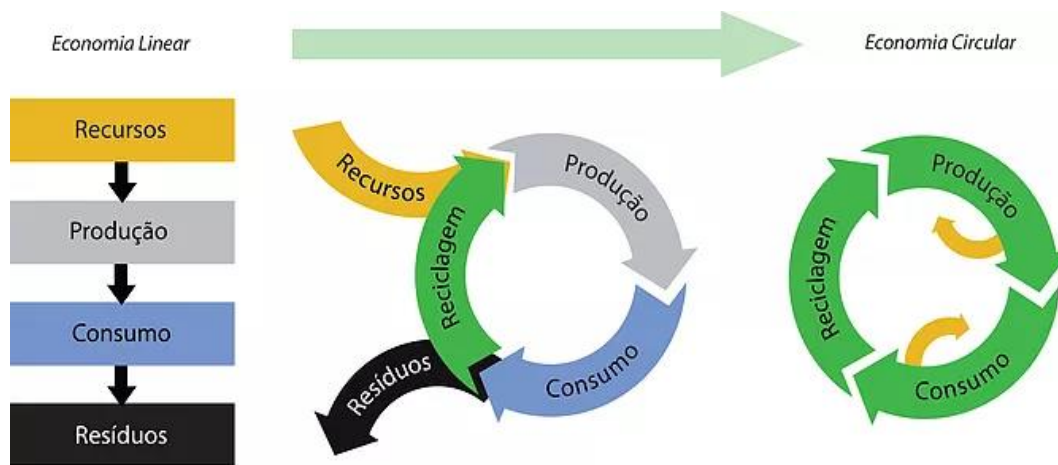 Economia Linear
Economia Circular
Recursos
Produção
Consumo
Resíduos
Recursos
Produção
Reciclagem
Consumo
Resíduos
Produção
Reciclagem
Consumo